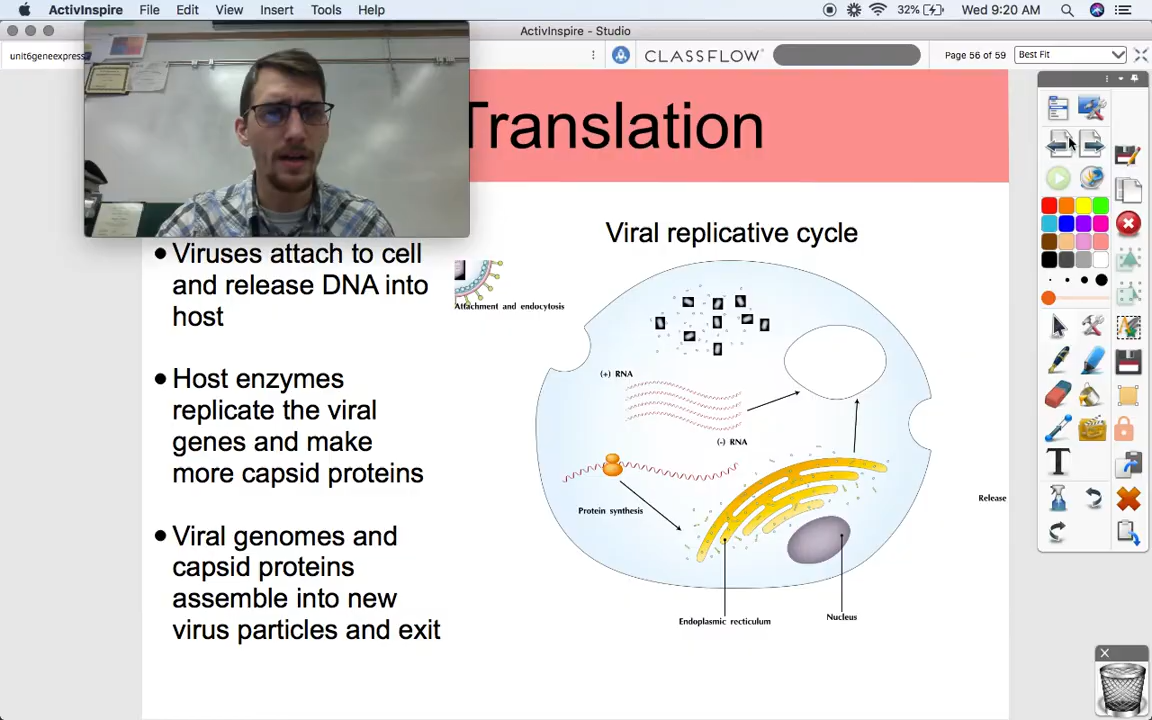 ActivInspire File Edit View Insert Tools Help 32% Wed 9:20 AM
ActivInspire - Studio
unit6geneexpress CLASSFLOW Page 56 of 59 Best Fit
Translation
Viral replicative cycle
• Viruses attach to cell
and release DNA into
host
• Host enzymes
replicate the viral
genes and make
more capsid proteins
• Viral genomes and
capsid proteins
assemble into new
virus particles and exit
Attachment and endocytosis
(+) RNA
(-) RNA
Protein synthesis
Release
Endoplasmic recticulum
Nucleus
T